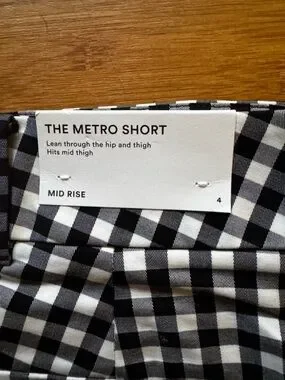 THE METRO SHORT
Lean through the hip and thigh
Hits mid thigh
MID RISE
4